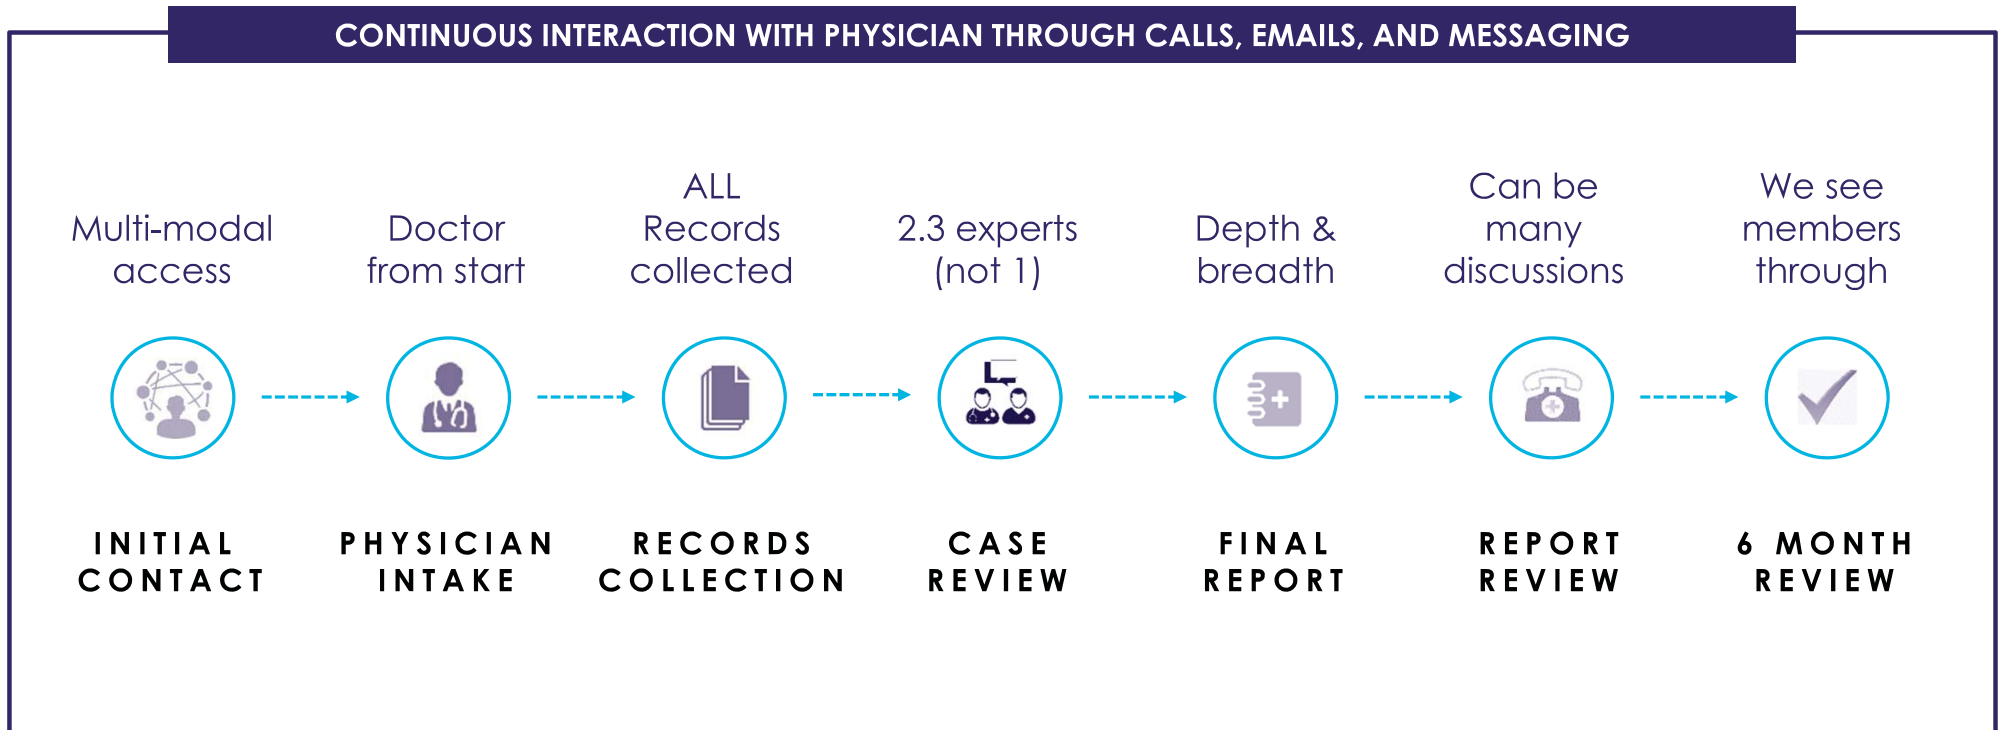 CONTINUOUS INTERACTION WITH PHYSICIAN THROUGH CALLS, EMAILS, AND MESSAGING
Multi-modal
access
Doctor
from start
ALL
Records
collected
2.3 experts
(not 1)
Depth &
breadth
Can be
many
discussions
We see
members
through
INITIAL
CONTACT
PHYSICIAN
INTAKE
RECORDS
COLLECTION
CASE
REVIEW
FINAL
REPORT
REPORT
REVIEW
6 MONTH
REVIEW